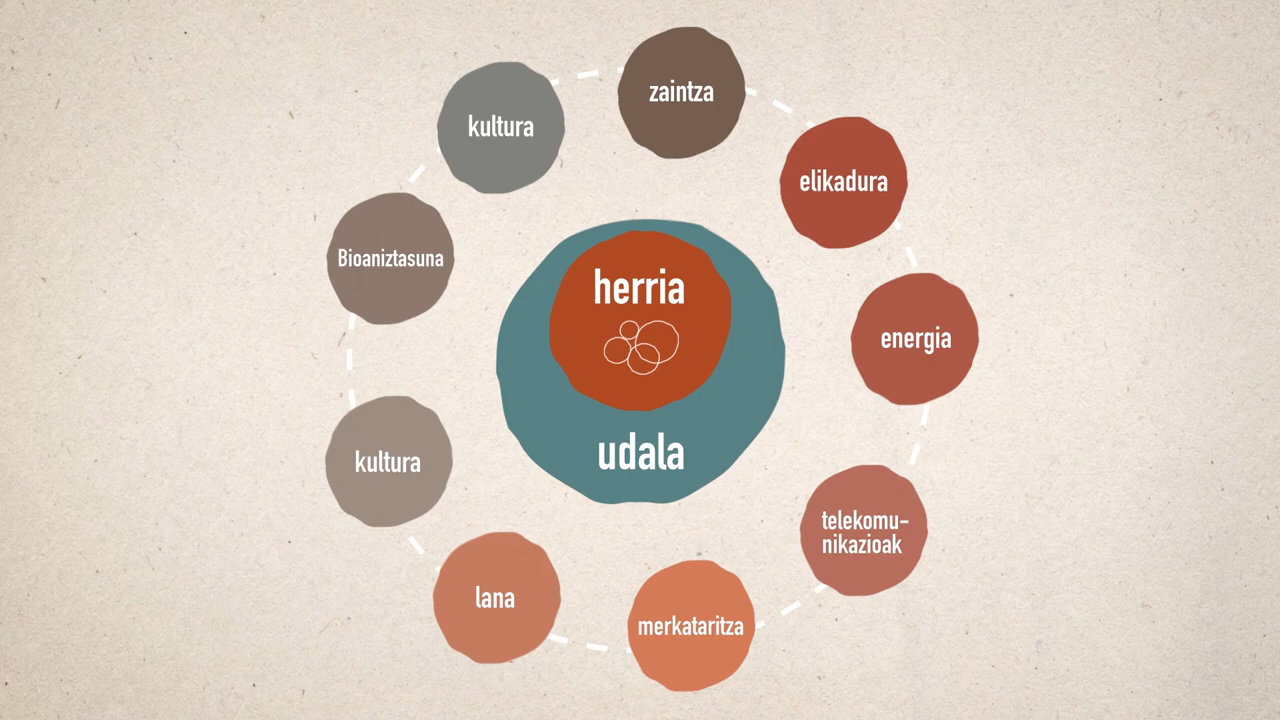 zaintza
kultura
elikadura
Bioaniztasuna
herria
energia
udala
kultura
telekomu-
nikazioak
lana
merkataritza